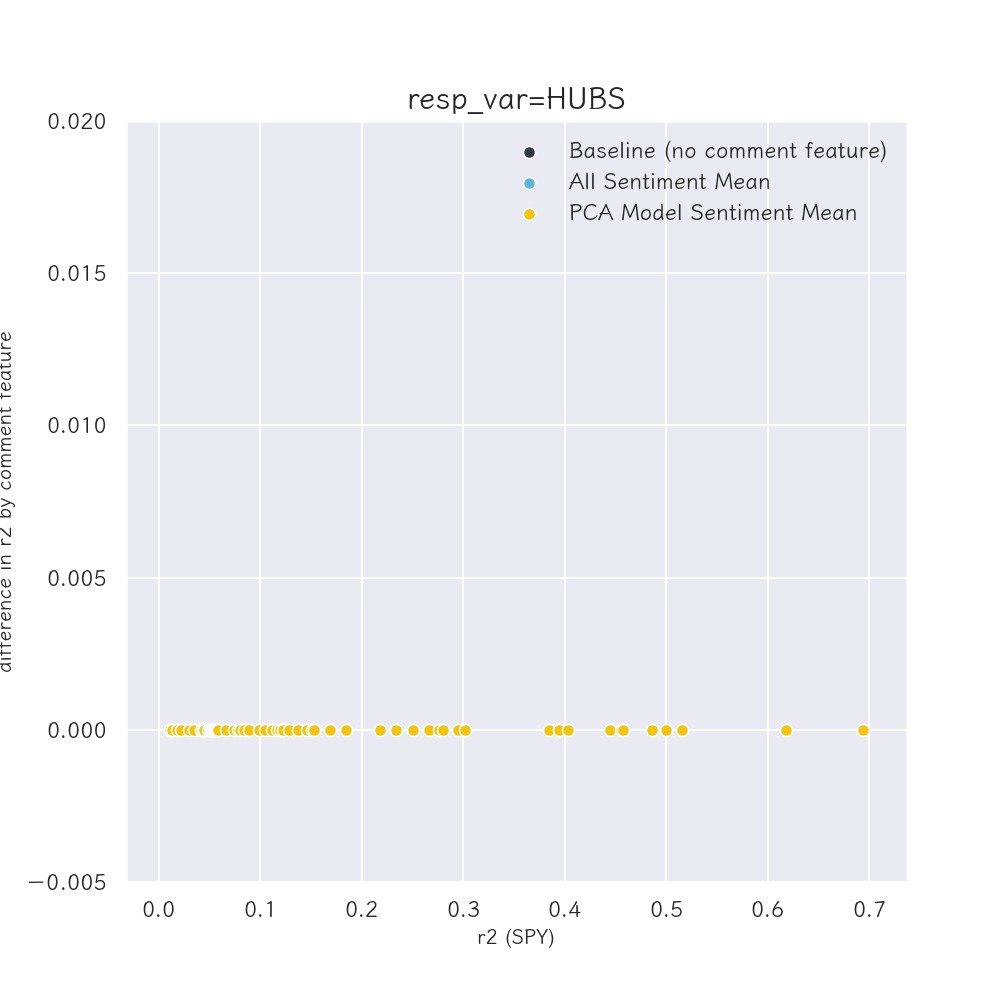 resp_var=HUBS
0.020
0.015
0.010
0.005
0.000
−0.005
difference in r2 by comment feature
Baseline (no comment feature)
All Sentiment Mean
PCA Model Sentiment Mean
0.0 0.1 0.2 0.3 0.4 0.5 0.6 0.7
r2 (SPY)